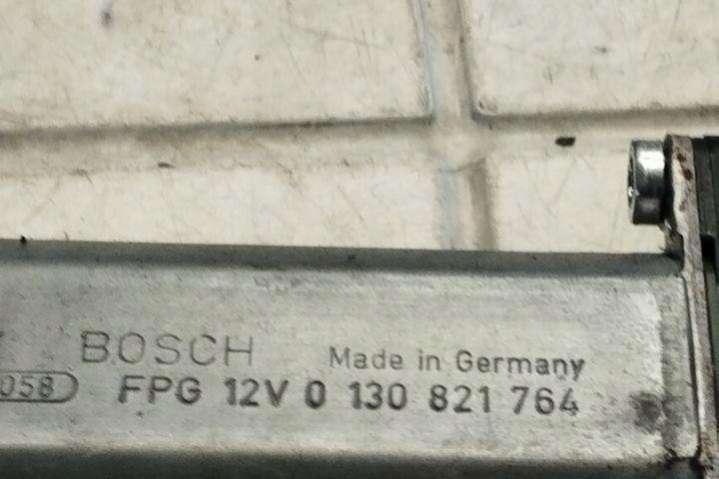 BOSCH Made in Germany
058 FPG 12V 0 130 821 764